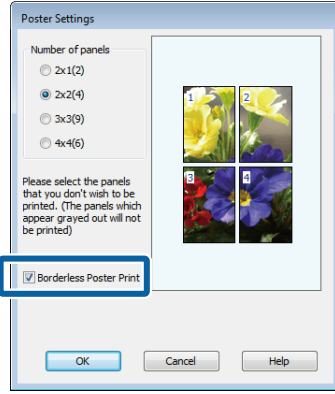 Poster Settings
Number of panels
2x1(2)
2x2(4)
3x3(9)
4x4(6)
1
2
3
4
Please select the panels
that you don't wish to be
printed. (The panels which
appear grayed out will not
be printed)
Borderless Poster Print
OK
Cancel
Help